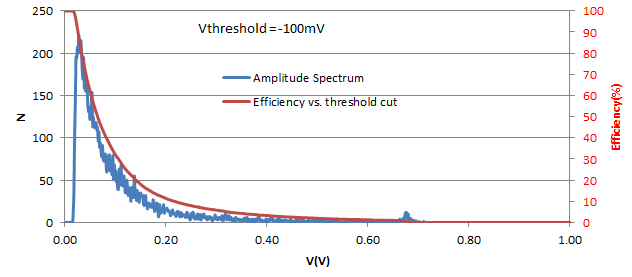 Vthreshold = -100mV
Amplitude Spectrum
Efficiency vs. threshold cut
N
250
200
150
100
50
0
Efficiency(%)
100
90
80
70
60
50
40
30
20
10
0
0.00 0.20 0.40 0.60 0.80 1.00
V(V)